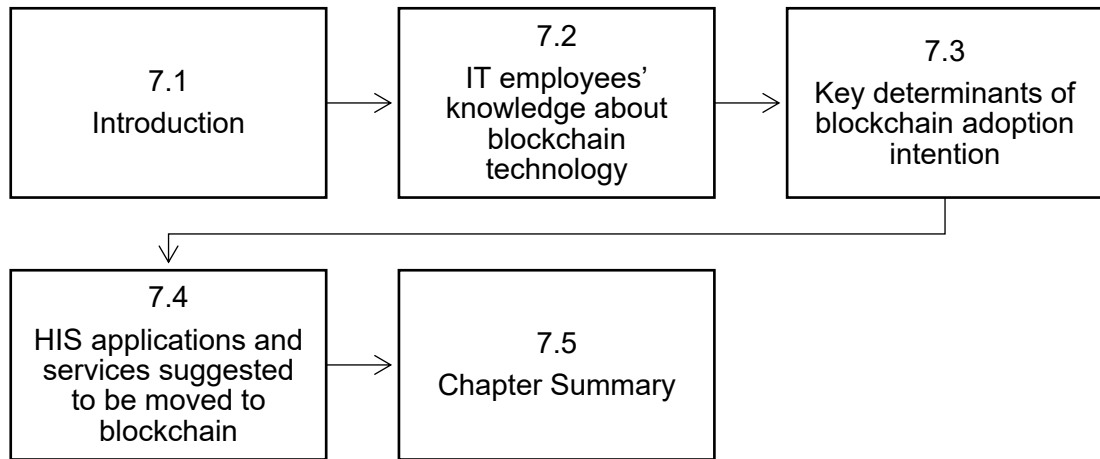 7.1
Introduction
7.2
IT employees’
knowledge about
blockchain
technology
7.3
Key determinants of
blockchain adoption
intention
7.4
HIS applications and
services suggested
to be moved to
blockchain
7.5
Chapter Summary